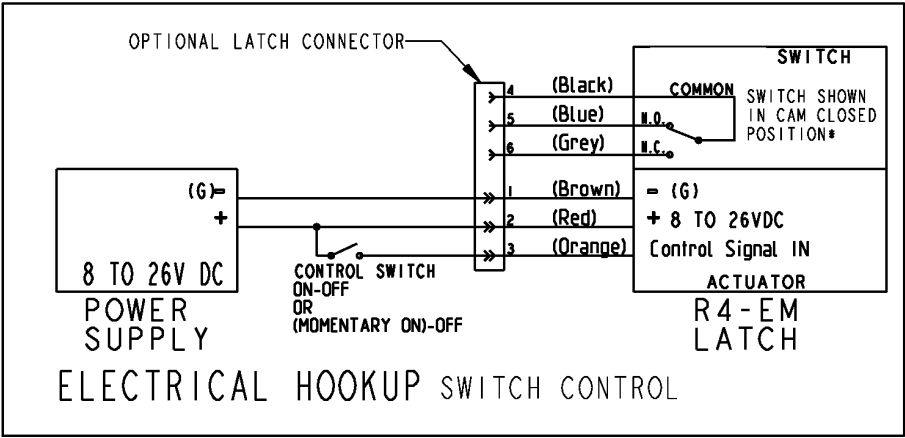 OPTIONAL LATCH CONNECTOR
SWITCH
4 (Black) COMMON
SWITCH SHOWN
IN CAM CLOSED
POSITION*
5 (Blue) N.O.
6 (Grey) N.C.
(G)-
+
8 TO 26V DC
POWER
SUPPLY
1 (Brown) - (G)
2 (Red) + 8 TO 26VDC
3 (Orange) Control Signal IN
CONTROL SWITCH
ON-OFF
OR
(MOMENTARY ON)-OFF
ACTUATOR
R4-EM
LATCH
ELECTRICAL HOOKUP SWITCH CONTROL